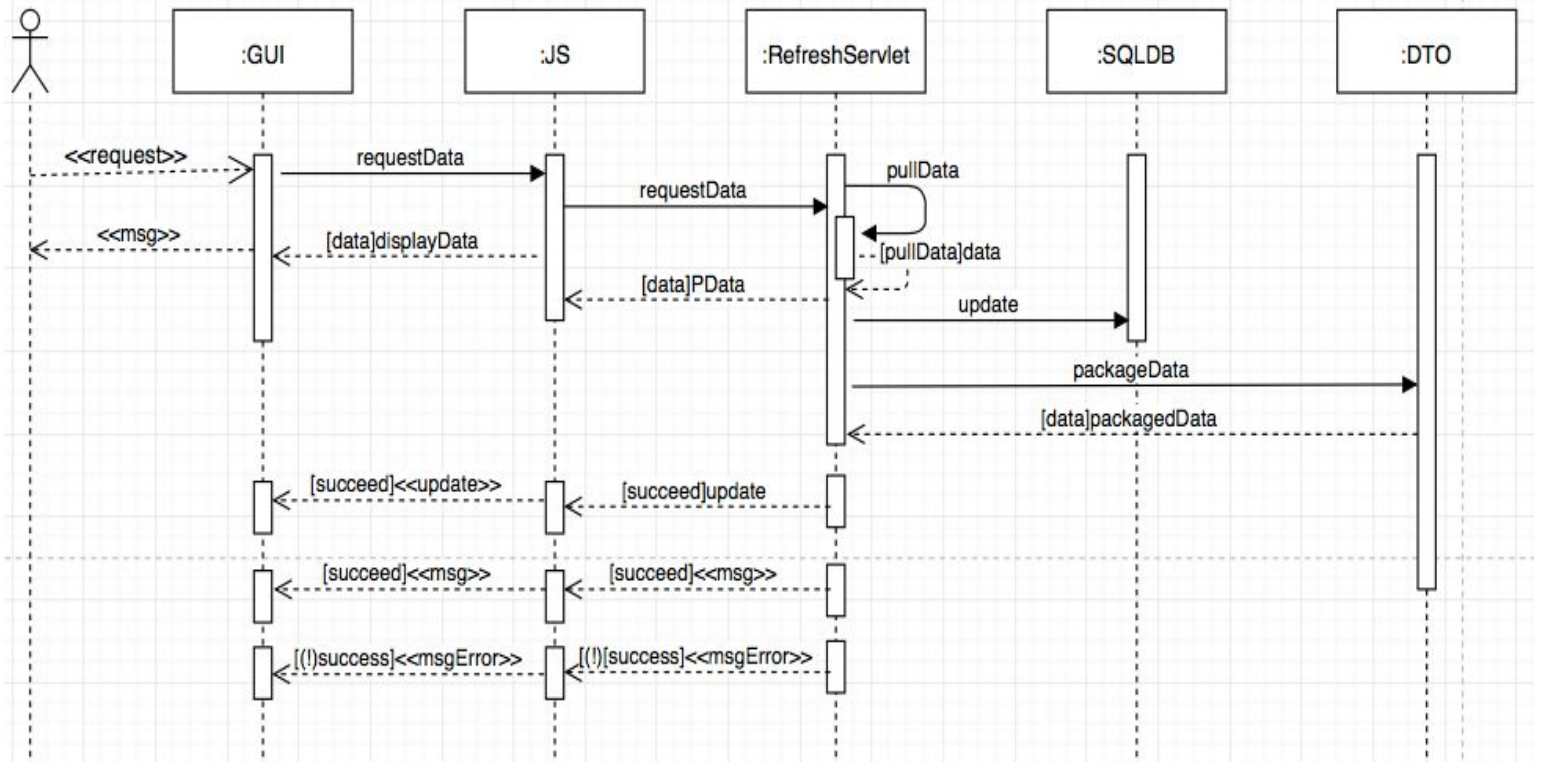 :GUI
:JS
:RefreshServlet
:SQLDB
:DTO
<<request>>
requestData
requestData
pullData
<<msg>>
[data]displayData
[pullData]data
[data]PData
update
packageData
[data]packagedData
[succeed]<<update>>
[succeed]update
[succeed]<<msg>>
[succeed]<<msg>>
[(!)success]<<msgError>>
[(!)[success]<<msgError>>